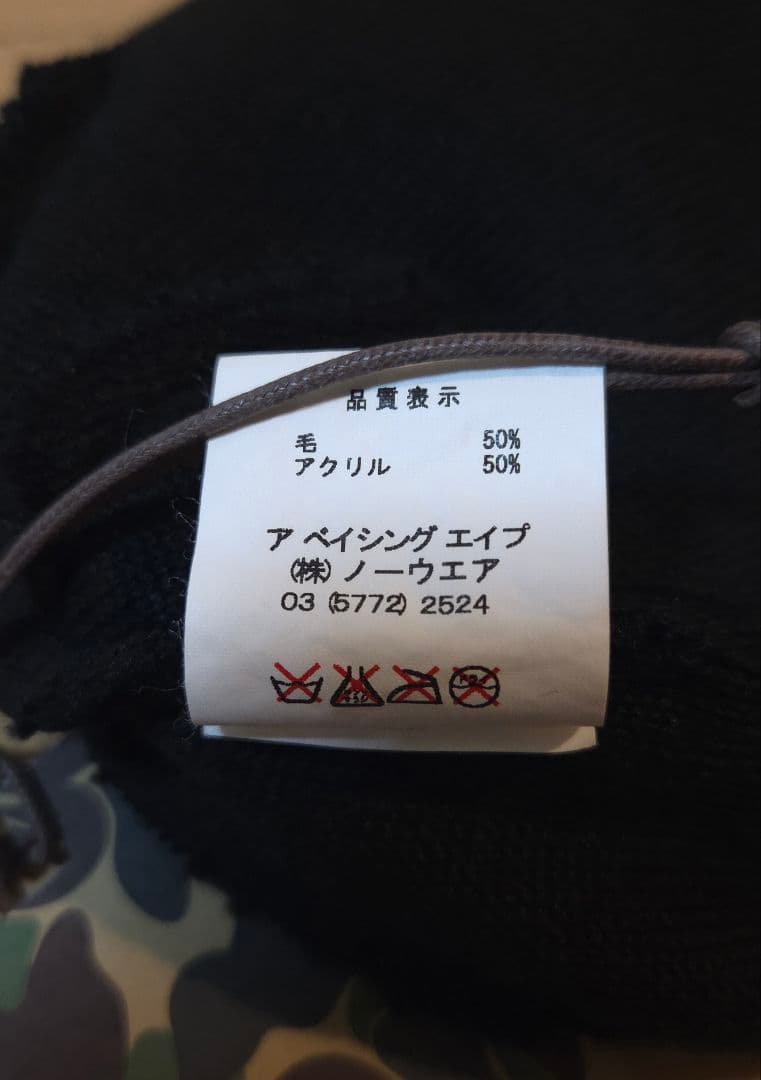 品質表示
毛 50%
アクリル 50%
ア ベイシング エイプ
(株) ノーウエア
03 (5772) 2524